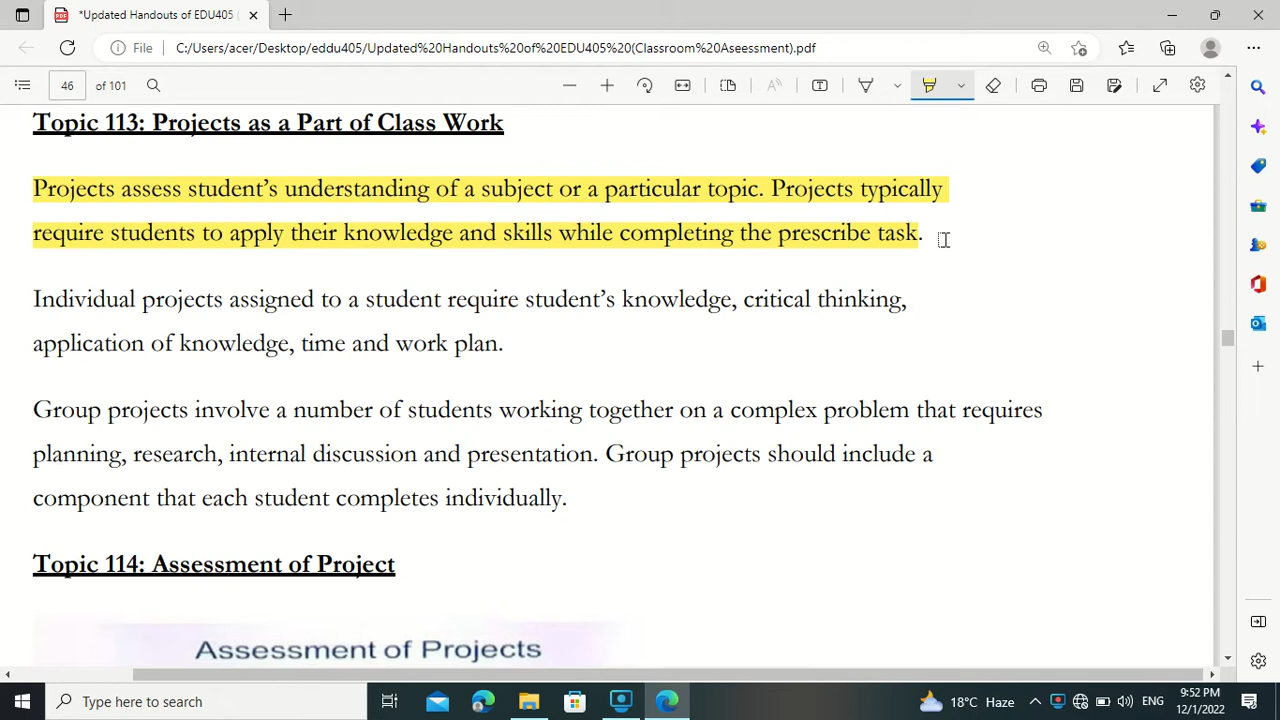 *Updated Handouts of EDU405 (
File
C:/Users/acer/Desktop/eddu405/Updated%20Handouts%20of%20EDU405%20(Classroom%20Aseessment).pdf
46 of 101
Topic 113: Projects as a Part of Class Work
Projects assess student’s understanding of a subject or a particular topic. Projects typically
require students to apply their knowledge and skills while completing the prescribe task.
Individual projects assigned to a student require student’s knowledge, critical thinking,
application of knowledge, time and work plan.
Group projects involve a number of students working together on a complex problem that requires
planning, research, internal discussion and presentation. Group projects should include a
component that each student completes individually.
Topic 114: Assessment of Project
Assessment of Projects
Type here to search
18°C Haze
ENG
9:52 PM
12/1/2022